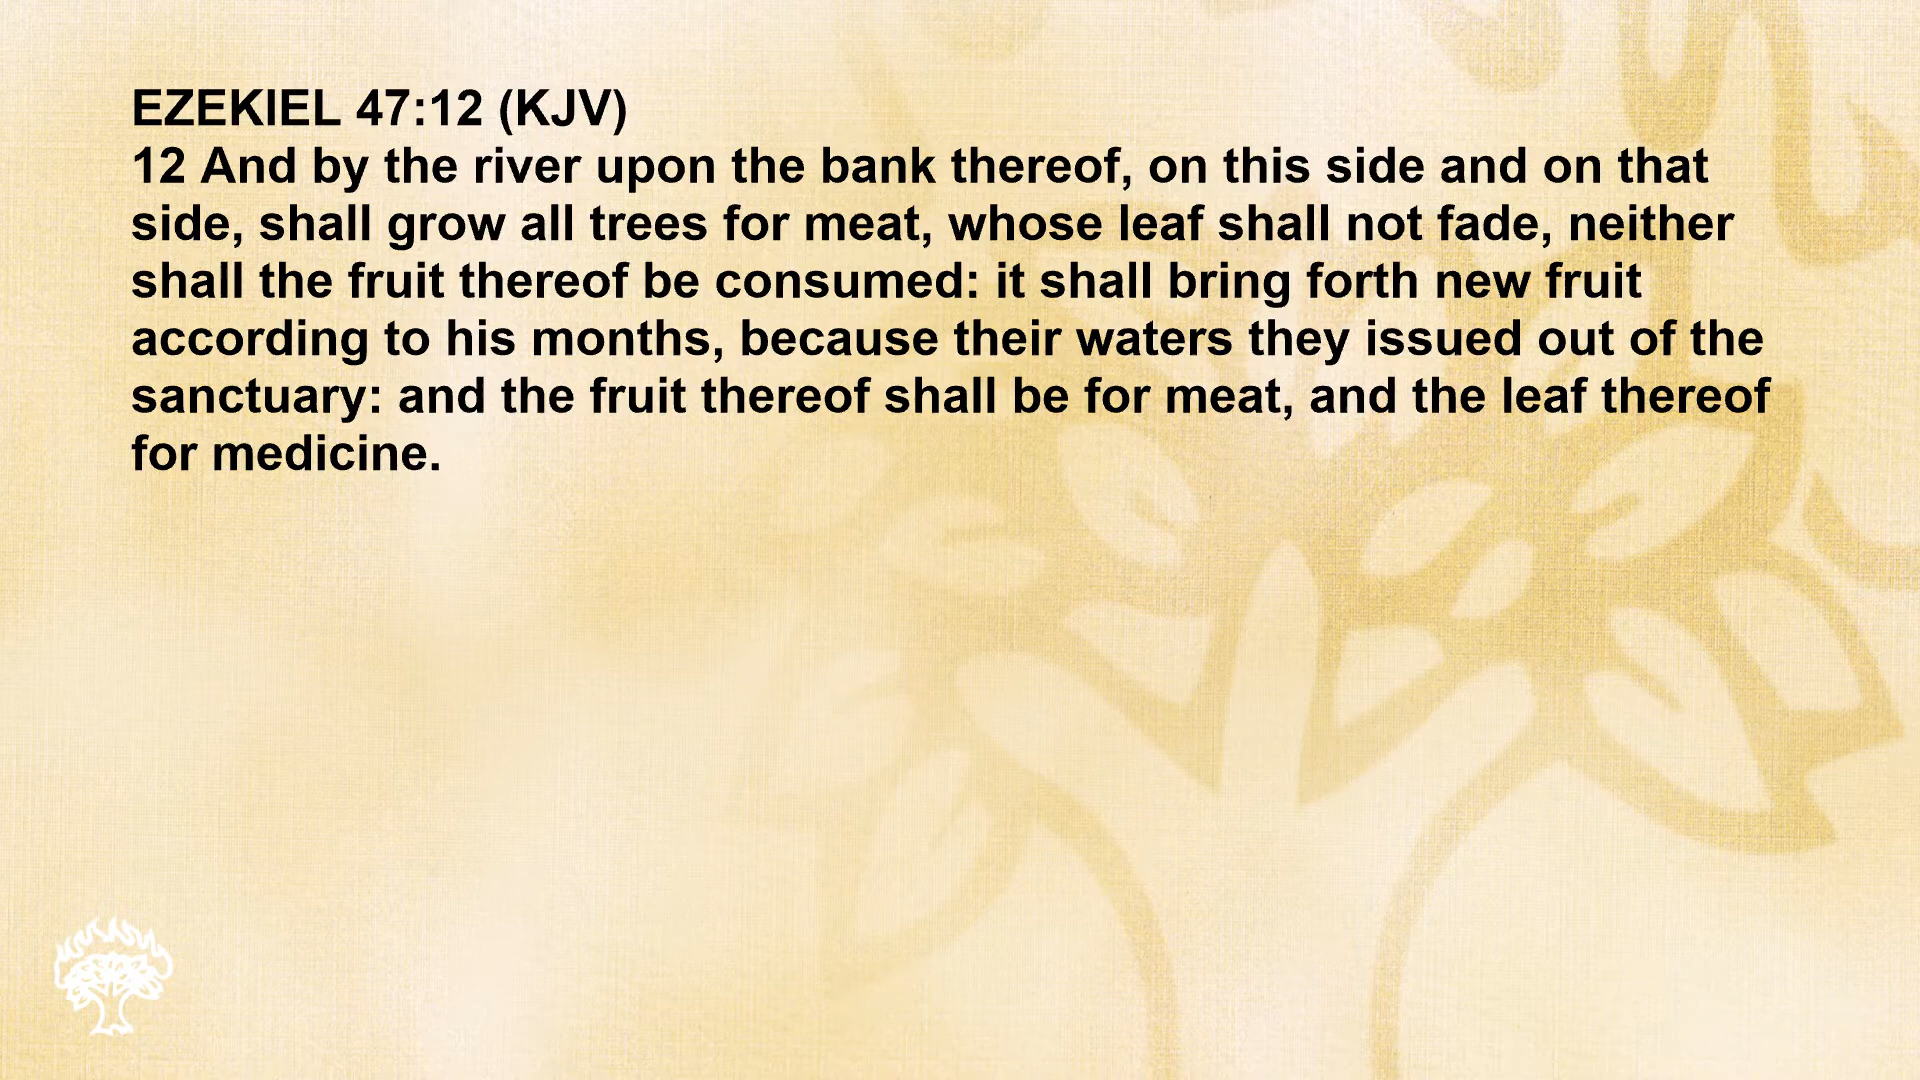 EZEKIEL 47:12 (KJV)
12 And by the river upon the bank thereof, on this side and on that
side, shall grow all trees for meat, whose leaf shall not fade, neither
shall the fruit thereof be consumed: it shall bring forth new fruit
according to his months, because their waters they issued out of the
sanctuary: and the fruit thereof shall be for meat, and the leaf thereof
for medicine.